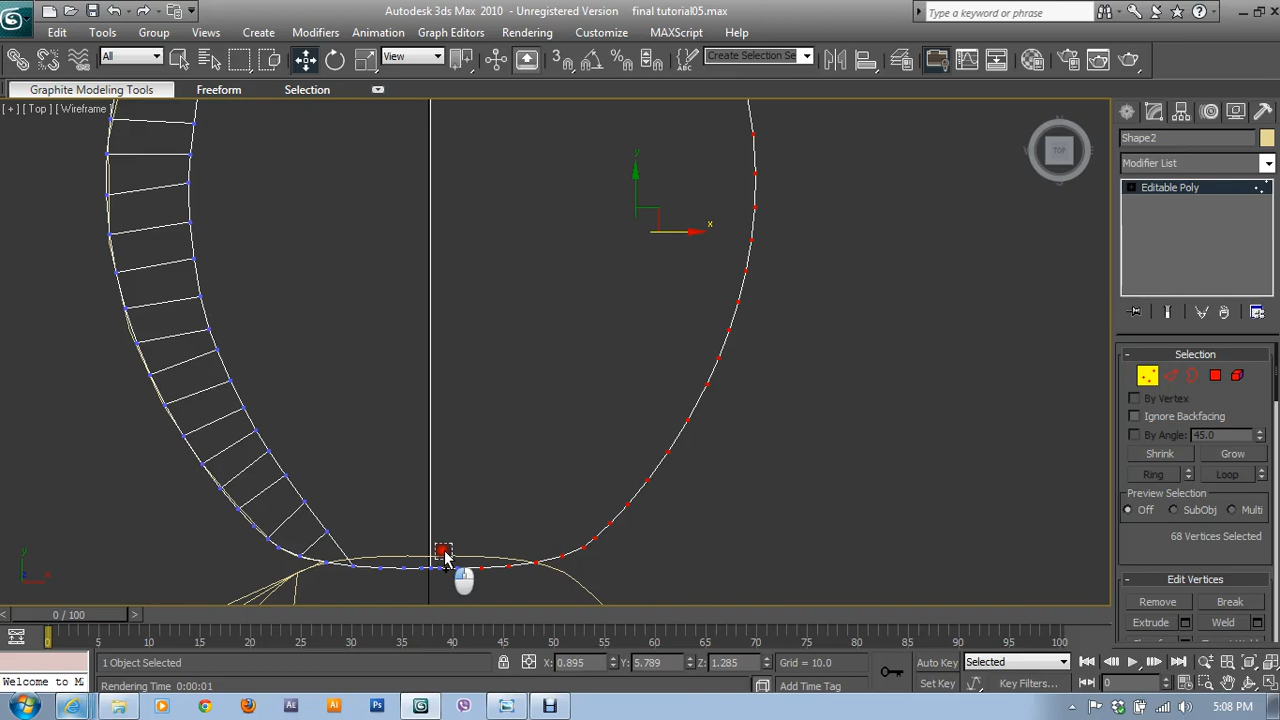 Autodesk 3ds Max 2010 - Unregistered Version final tutorial05.max
Type a keyword or phrase
Edit Tools Group Views Create Modifiers Animation Graph Editors Rendering Customize MAXScript Help
All View Create Selection Se
Graphite Modeling Tools Freeform Selection
[ + ] [ Top ] [ Wireframe ]
TOP
y
x
y
Shape2
Modifier List
Editable Poly
Selection
By Vertex
Ignore Backfacing
By Angle: 45.0
Shrink Grow
Ring Loop
Preview Selection
Off SubObj Multi
68 Vertices Selected
Edit Vertices
Remove Break
Extrude Weld
0 / 100
0 5 10 15 20 25 30 35 40 45 50 55 60 65 70 75 80 85 90 95 100
1 Object Selected X: 0.895 Y: 5.789 Z: 1.285 Grid = 10.0 Auto Key Selected
Welcome to M Rendering Time 0:00:01 Add Time Tag Set Key Key Filters... 0
5:08 PM